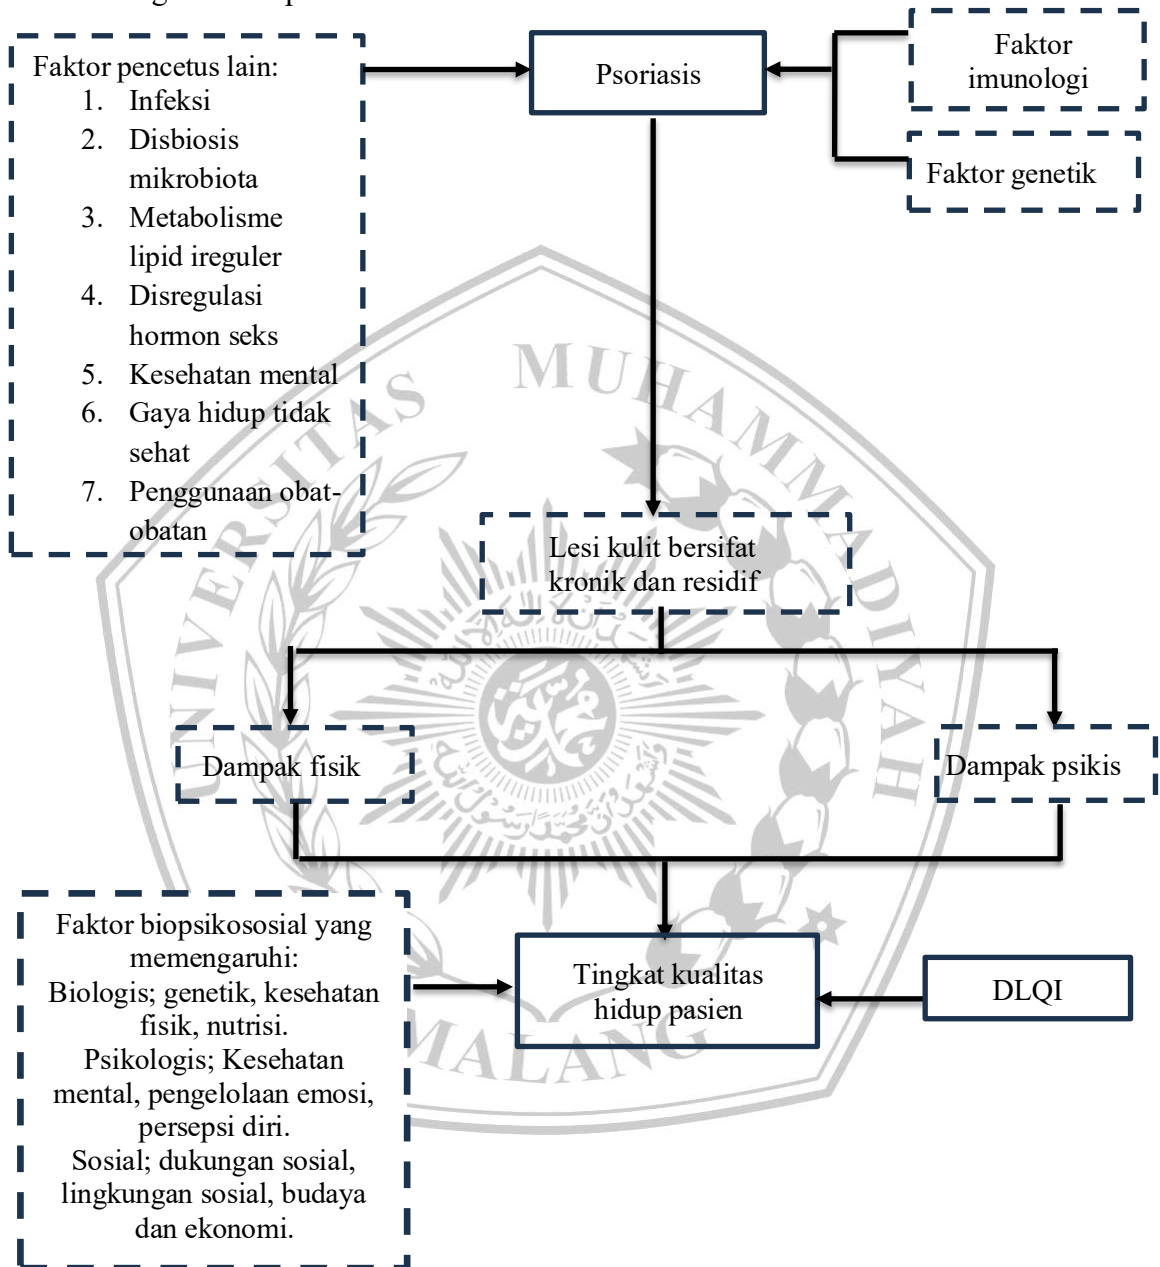 Faktor pencetus lain:
1. Infeksi
2. Disbiosis
mikrobiota
3. Metabolisme
lipid ireguler
4. Disregulasi
hormon seks
5. Kesehatan mental
6. Gaya hidup tidak
sehat
7. Penggunaan obat-
obatan
Psoriasis
Faktor
imunologi
Faktor genetik
Lesi kulit bersifat
kronik dan residif
Dampak fisik
Dampak psikis
Faktor biopsikososial yang
memengaruhi:
Biologis; genetik, kesehatan
fisik, nutrisi.
Psikologis; Kesehatan
mental, pengelolaan emosi,
persepsi diri.
Sosial; dukungan sosial,
lingkungan sosial, budaya
dan ekonomi.
Tingkat kualitas
hidup pasien
DLQI
UNIVERSITAS MUHAMMADIYAH
MALANG